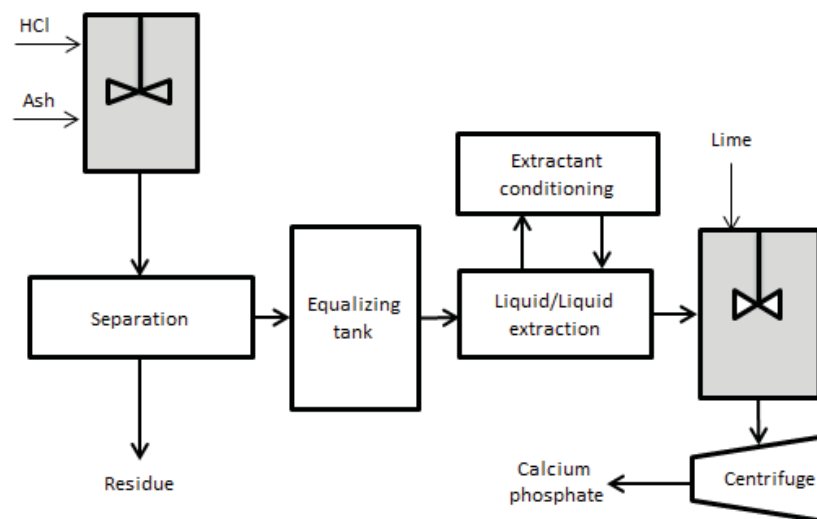 HCl
Ash
Extractant
conditioning
Lime
Separation
Equalizing
tank
Liquid/Liquid
extraction
Residue
Calcium
phosphate
Centrifuge